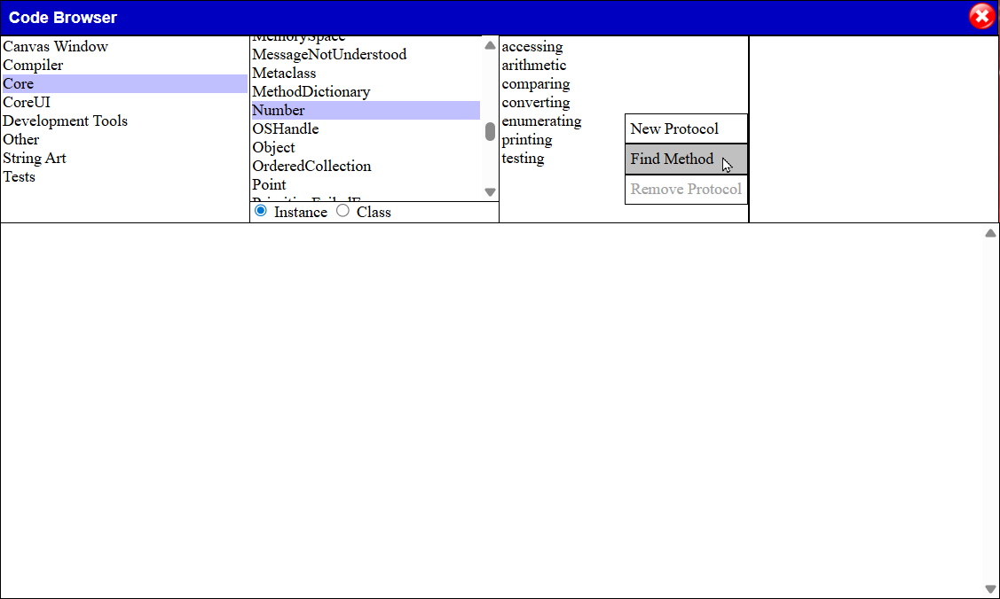 Code Browser
Canvas Window
Compiler
Core
CoreUI
Development Tools
Other
String Art
Tests
MemorySpace
MessageNotUnderstood
Metaclass
MethodDictionary
Number
OSHandle
Object
OrderedCollection
Point
Instance Class
accessing
arithmetic
comparing
converting
enumerating
printing
testing
New Protocol
Find Method
Remove Protocol